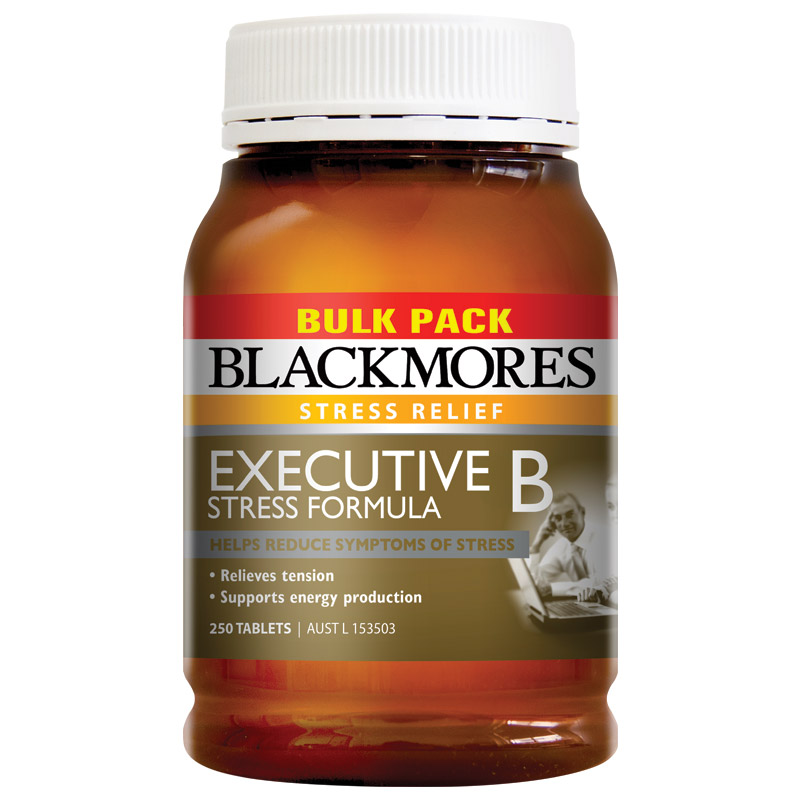 BULK PACK
BLACKMORES
STRESS RELIEF
EXECUTIVE B
STRESS FORMULA
HELPS REDUCE SYMPTOMS OF STRESS
• Relieves tension
• Supports energy production
250 TABLETS | AUST L 153503